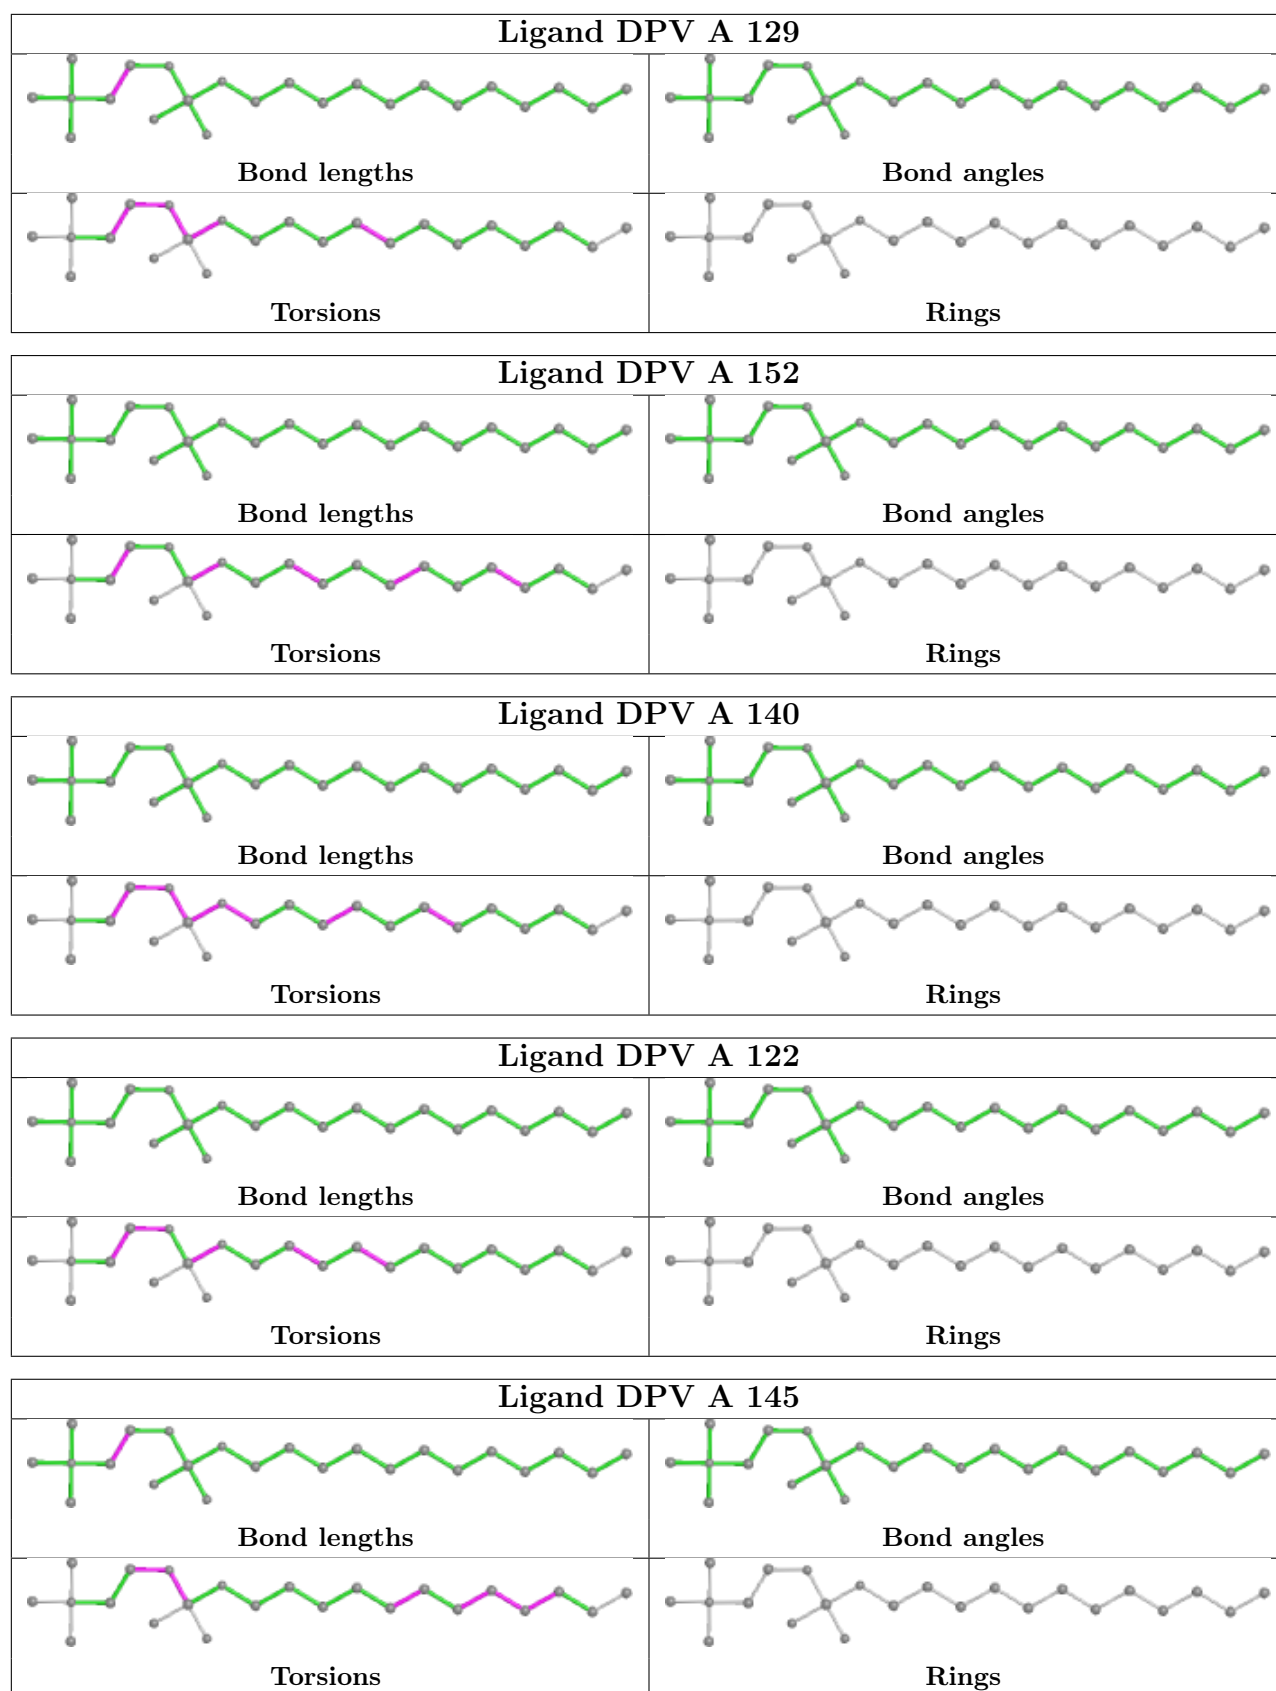 Ligand DPV A 129
Bond lengths
Bond angles
Torsions
Rings
Ligand DPV A 152
Bond lengths
Bond angles
Torsions
Rings
Ligand DPV A 140
Bond lengths
Bond angles
Torsions
Rings
Ligand DPV A 122
Bond lengths
Bond angles
Torsions
Rings
Ligand DPV A 145
Bond lengths
Bond angles
Torsions
Rings